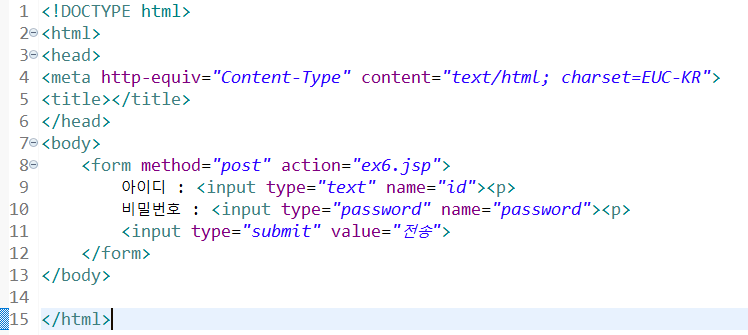 1 <!DOCTYPE html>
2 <html>
3 <head>
4 <meta http-equiv="Content-Type" content="text/html; charset=EUC-KR">
5 <title></title>
6 </head>
7 <body>
8     <form method="post" action="ex6.jsp">
9         아이디 : <input type="text" name="id"><p>
10         비밀번호 : <input type="password" name="password"><p>
11         <input type="submit" value="전송">
12     </form>
13 </body>
14
15 </html>